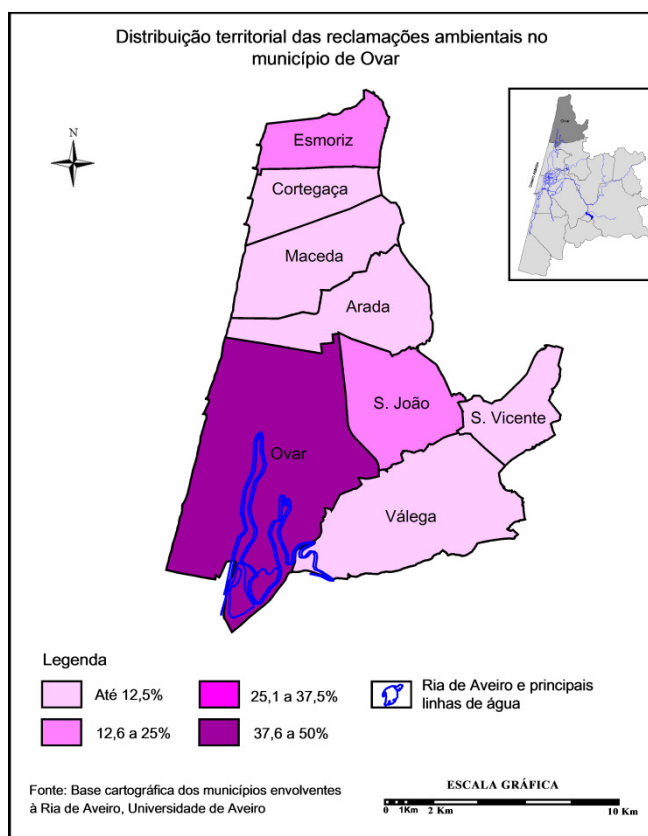 Distribuição territorial das reclamações ambientais no
município de Ovar
N
Ovar
Esmoriz
Cortegaça
Maceda
Arada
S. João
S. Vicente
Ovar
Válega
Legenda
Até 12,5%
25,1 a 37,5%
12,6 a 25%
37,6 a 50%
Ria de Aveiro e principais
linhas de água
Fonte: Base cartográfica dos municípios envolventes
à Ria de Aveiro, Universidade de Aveiro
ESCALA GRÁFICA
0 1Km 2 Km 10 Km